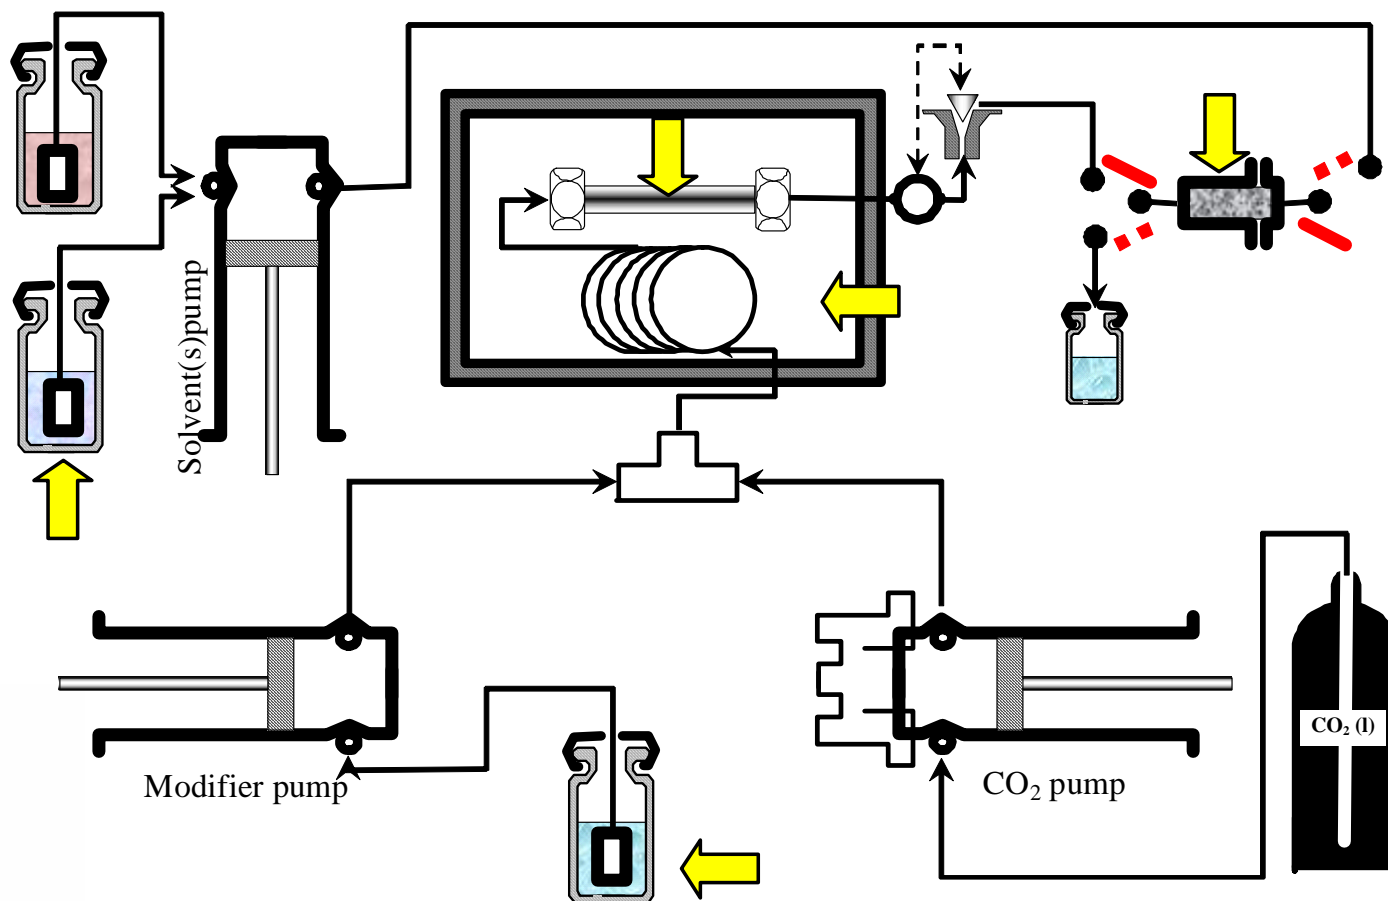 Solvent(s)pump
CO₂ (l)
Modifier pump
CO₂ pump